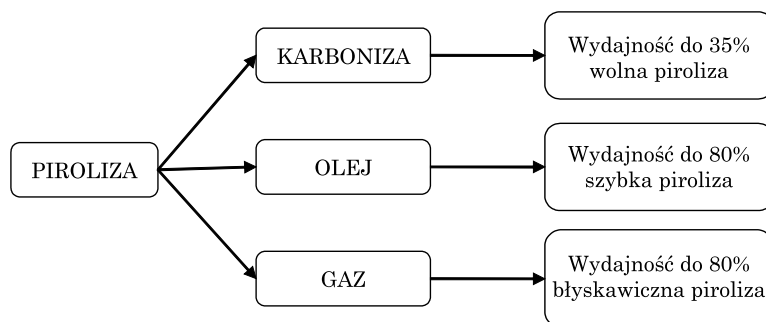 PIROLIZA
KARBONIZA
Wydajność do 35%
wolna piroliza
OLEJ
Wydajność do 80%
szybka piroliza
GAZ
Wydajność do 80%
błyskawiczna piroliza